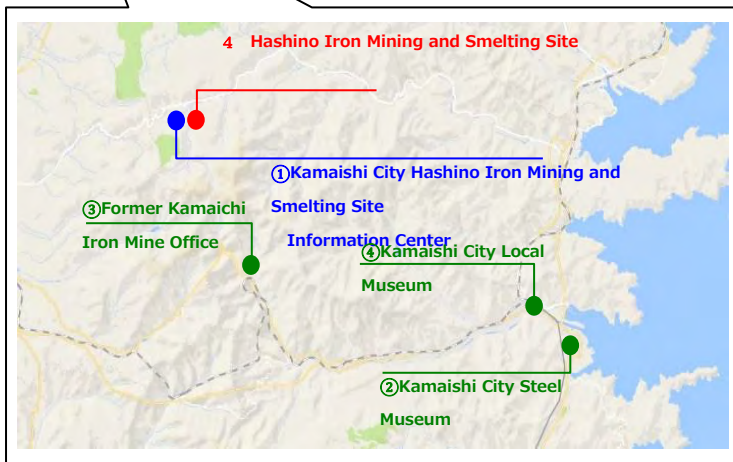 4 Hashino Iron Mining and Smelting Site
①Kamaishi City Hashino Iron Mining and
Smelting Site
Information Center
③Former Kamaichi
Iron Mine Office
④Kamaishi City Local
Museum
②Kamaishi City Steel
Museum